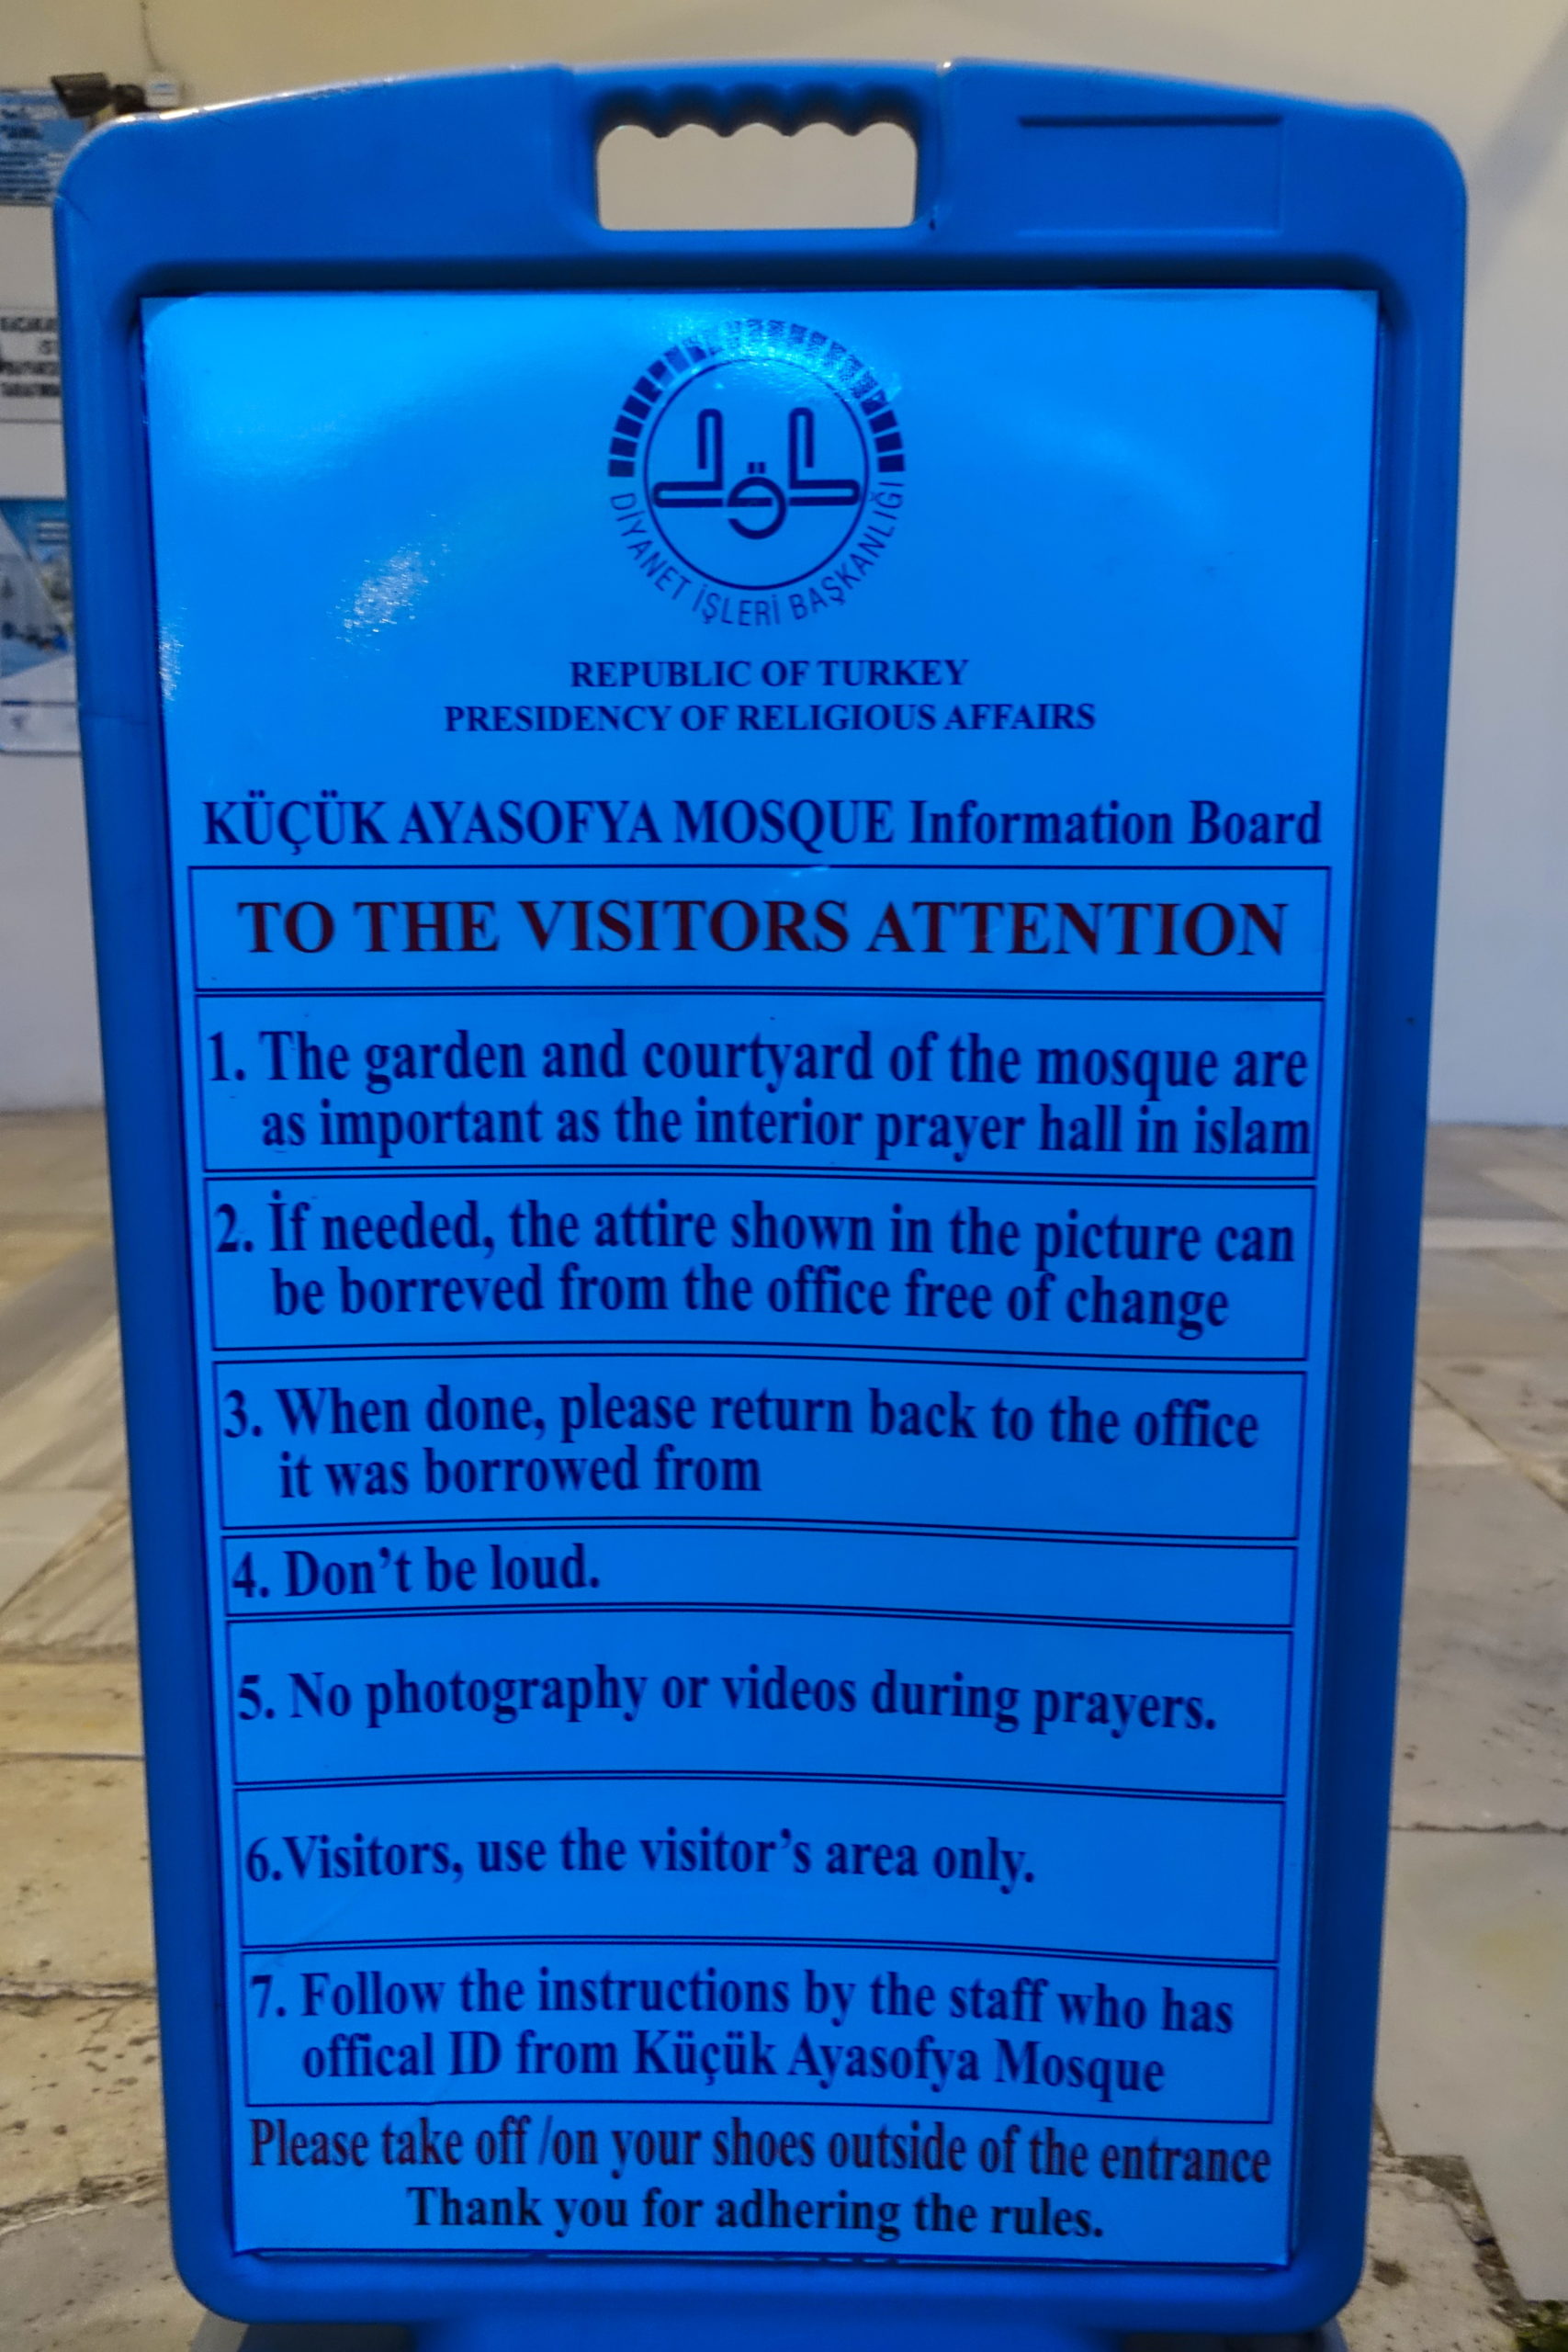 DİYANET İŞLERİ BAŞKANLIĞI
REPUBLIC OF TURKEY
PRESIDENCY OF RELIGIOUS AFFAIRS
KÜÇÜK AYASOFYA MOSQUE Information Board
TO THE VISITORS ATTENTION
1. The garden and courtyard of the mosque are
as important as the interior prayer hall in islam
2. İf needed, the attire shown in the picture can
be borreved from the office free of change
3. When done, please return back to the office
it was borrowed from
4. Don't be loud.
5. No photography or videos during prayers.
6.Visitors, use the visitor's area only.
7. Follow the instructions by the staff who has
offical ID from Küçük Ayasofya Mosque
Please take off /on your shoes outside of the entrance
Thank you for adhering the rules.